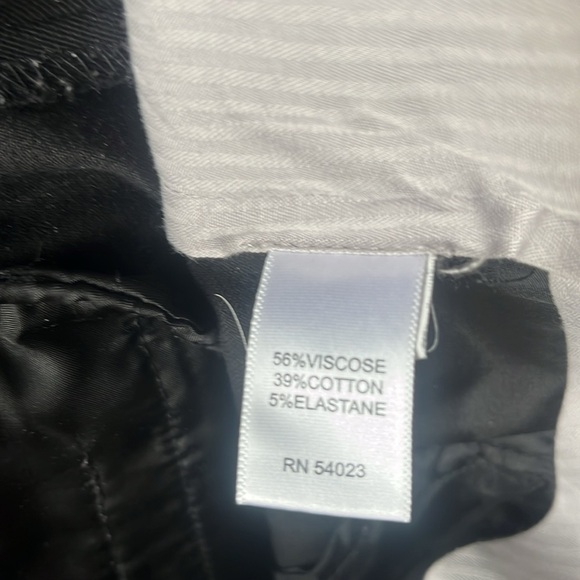 56%VISCOSE
39%COTTON
5%ELASTANE
RN 54023